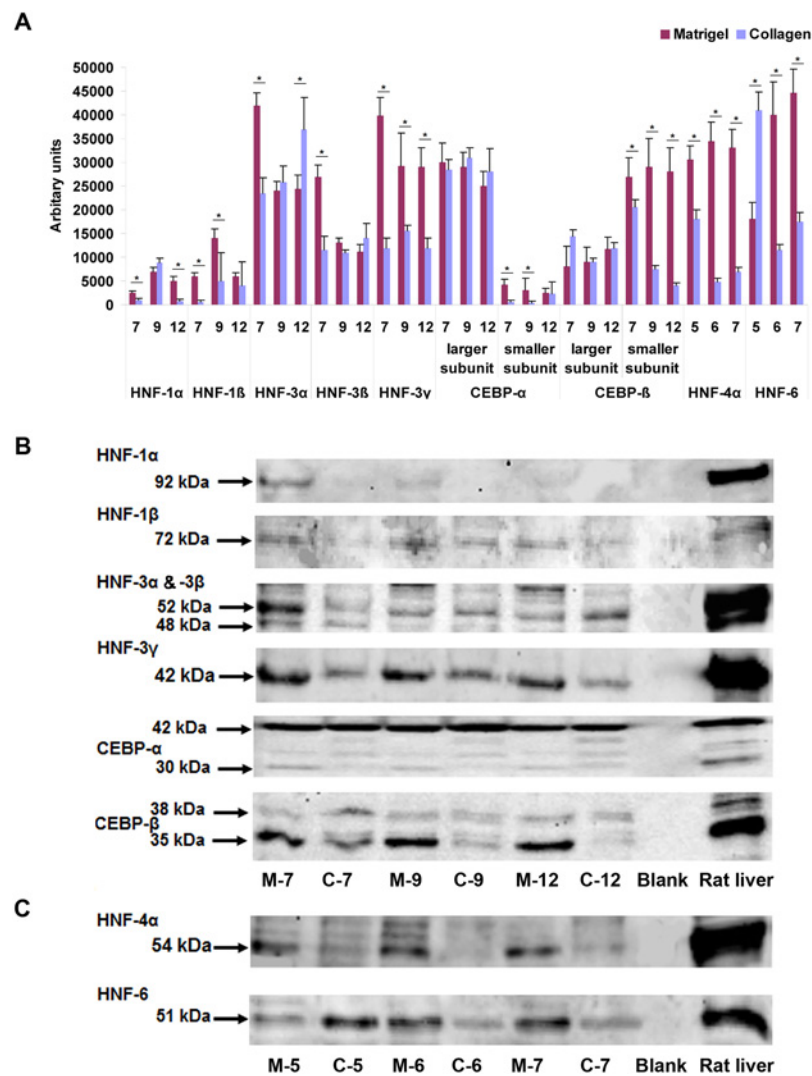 A
Matrigel Collagen
50000
45000
40000
35000
30000
25000
20000
15000
10000
5000
0
Arbitary units
* * * * * * * * * * * * * * * * * * * * * *
7 9 12 7 9 12 7 9 12 7 9 12 7 9 12 7 9 12 7 9 12 7 9 12 7 9 12 5 6 7 5 6 7
larger subunit smaller subunit larger subunit smaller subunit
HNF-1α HNF-1ß HNF-3α HNF-3ß HNF-3γ CEBP-α CEBP-ß HNF-4α HNF-6
B
HNF-1α
92 kDa
HNF-1β
72 kDa
HNF-3α & -3β
52 kDa
48 kDa
HNF-3γ
42 kDa
42 kDa
CEBP-α
30 kDa
38 kDa
CEBP-ß
35 kDa
M-7 C-7 M-9 C-9 M-12 C-12 Blank Rat liver
C
HNF-4α
54 kDa
HNF-6
51 kDa
M-5 C-5 M-6 C-6 M-7 C-7 Blank Rat liver